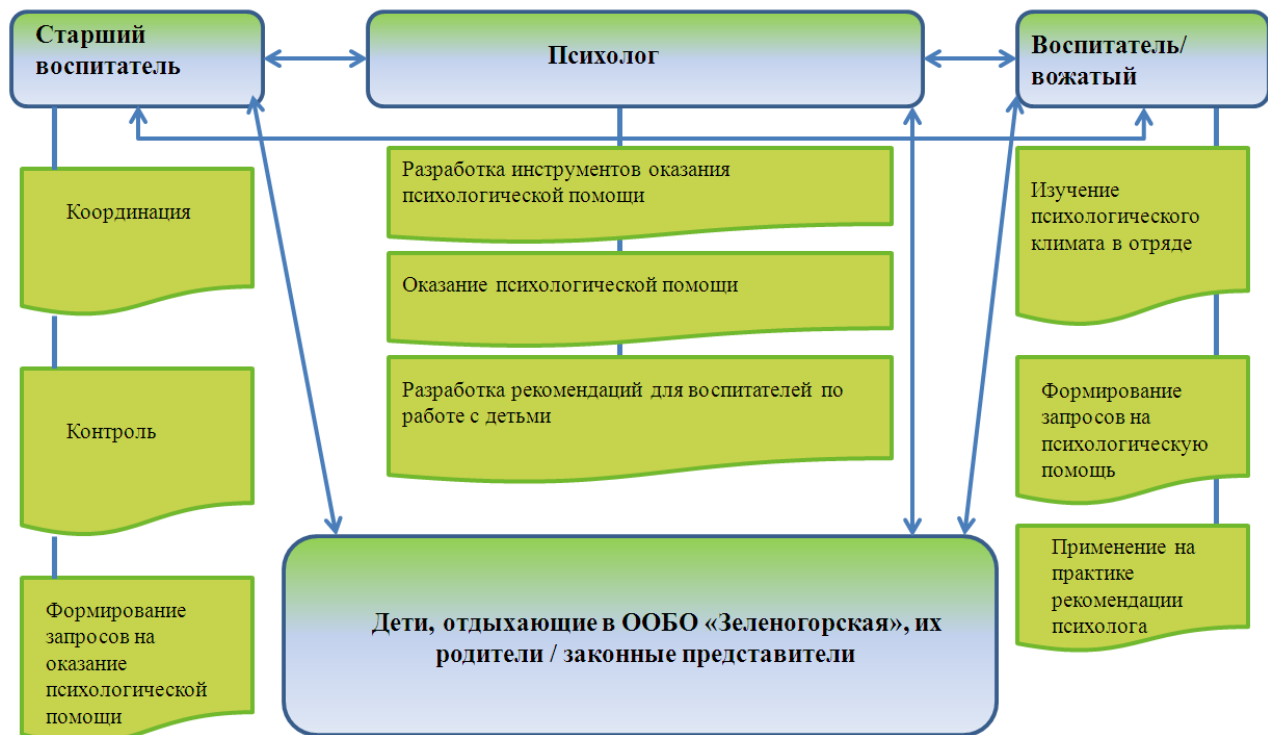 Старший
воспитатель
Психолог
Воспитатель/
вожатый
Координация
Контроль
Формирование
запросов на
оказание
психологической
помощи
Разработка инструментов оказания
психологической помощи
Оказание психологической помощи
Разработка рекомендаций для воспитателей по
работе с детьми
Изучение
психологического
климата в отряде
Формирование
запросов на
психологическую
помощь
Применение на
практике
рекомендации
психолога
Дети, отдыхающие в ООБО «Зеленогорская», их
родители / законные представители